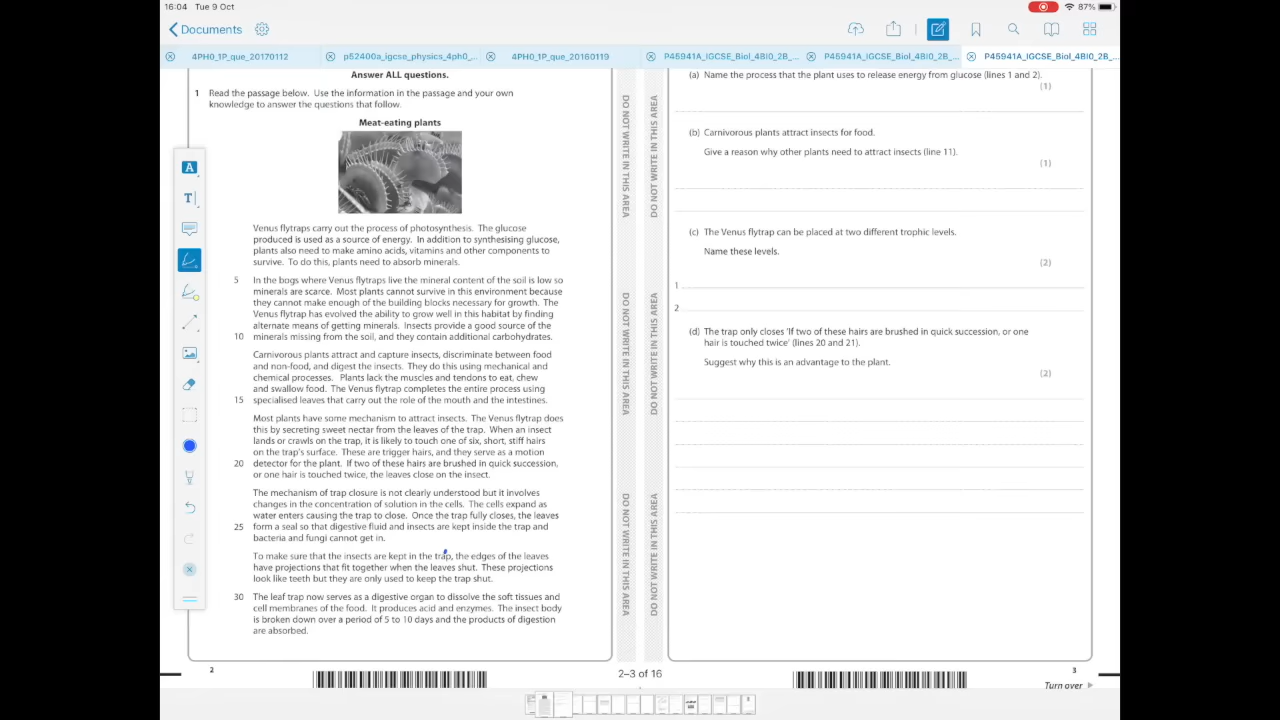 16:04 Tue 9 Oct
87%
Documents
4PH0_1P_que_20170112
p52400a_igcse_physics_4ph0_...
4PH0_1P_que_20160119
P45941A_IGCSE_Biol_4BI0_2B_...
P45941A_IGCSE_Biol_4BI0_2B_...
P45941A_IGCSE_Biol_4BI0_2B_...
A
T
Answer ALL questions.
1 Read the passage below. Use the information in the passage and your own
knowledge to answer the questions that follow.
Meat-eating plants
Venus flytraps carry out the process of photosynthesis. The glucose
produced is used as a source of energy. In addition to synthesising glucose,
plants also need to make amino acids, vitamins and other components to
survive. To do this, plants need to absorb minerals.
5 In the bogs where Venus flytraps live the mineral content of the soil is low so
minerals are scarce. Most plants cannot survive in this environment because
they cannot make enough of the building blocks necessary for growth. The
Venus flytrap has evolved the ability to grow well in this habitat by finding
alternate means of getting minerals. Insects provide a good source of the
10 minerals missing from the soil, and they contain additional carbohydrates.
Carnivorous plants attract and capture insects, discriminate between food
and non-food, and digest the insects. They do this using mechanical and
chemical processes. Plants lack the muscles and tendons to eat, chew
and swallow food. The Venus flytrap completes the entire process using
15 specialised leaves that carry out the role of the mouth and the intestines.
Most plants have some mechanism to attract insects. The Venus flytrap does
this by secreting sweet nectar from the leaves of the trap. When an insect
lands or crawls on the trap, it is likely to touch one of six, short, stiff hairs
on the trap's surface. These are trigger hairs, and they serve as a motion
20 detector for the plant. If two of these hairs are brushed in quick succession,
or one hair is touched twice, the leaves close on the insect.
The mechanism of trap closure is not clearly understood but it involves
changes in the concentration of solution in the cells. The cells expand as
water enters causing the trap to close. Once the trap fully closes, the leaves
25 form a seal so that digestive fluid and insects are kept inside the trap and
bacteria and fungi cannot get in.
To make sure that the insects are kept in the trap, the edges of the leaves
have projections that fit together when the leaves shut. These projections
look like teeth but they are only used to keep the trap shut.
30 The leaf trap now serves as a digestive organ to dissolve the soft tissues and
cell membranes of the food. It produces acid and enzymes. The insect body
is broken down over a period of 5 to 10 days and the products of digestion
are absorbed.
2
DO NOT WRITE IN THIS AREA
DO NOT WRITE IN THIS AREA
DO NOT WRITE IN THIS AREA
DO NOT WRITE IN THIS AREA
DO NOT WRITE IN THIS AREA
DO NOT WRITE IN THIS AREA
(a) Name the process that the plant uses to release energy from glucose (lines 1 and 2).
(1)
(b) Carnivorous plants attract insects for food.
Give a reason why other plants need to attract insects (line 11).
(1)
(c) The Venus flytrap can be placed at two different trophic levels.
Name these levels.
(2)
1
2
(d) The trap only closes 'If two of these hairs are brushed in quick succession, or one
hair is touched twice' (lines 20 and 21).
Suggest why this is an advantage to the plant.
(2)
3
Turn over
2–3 of 16